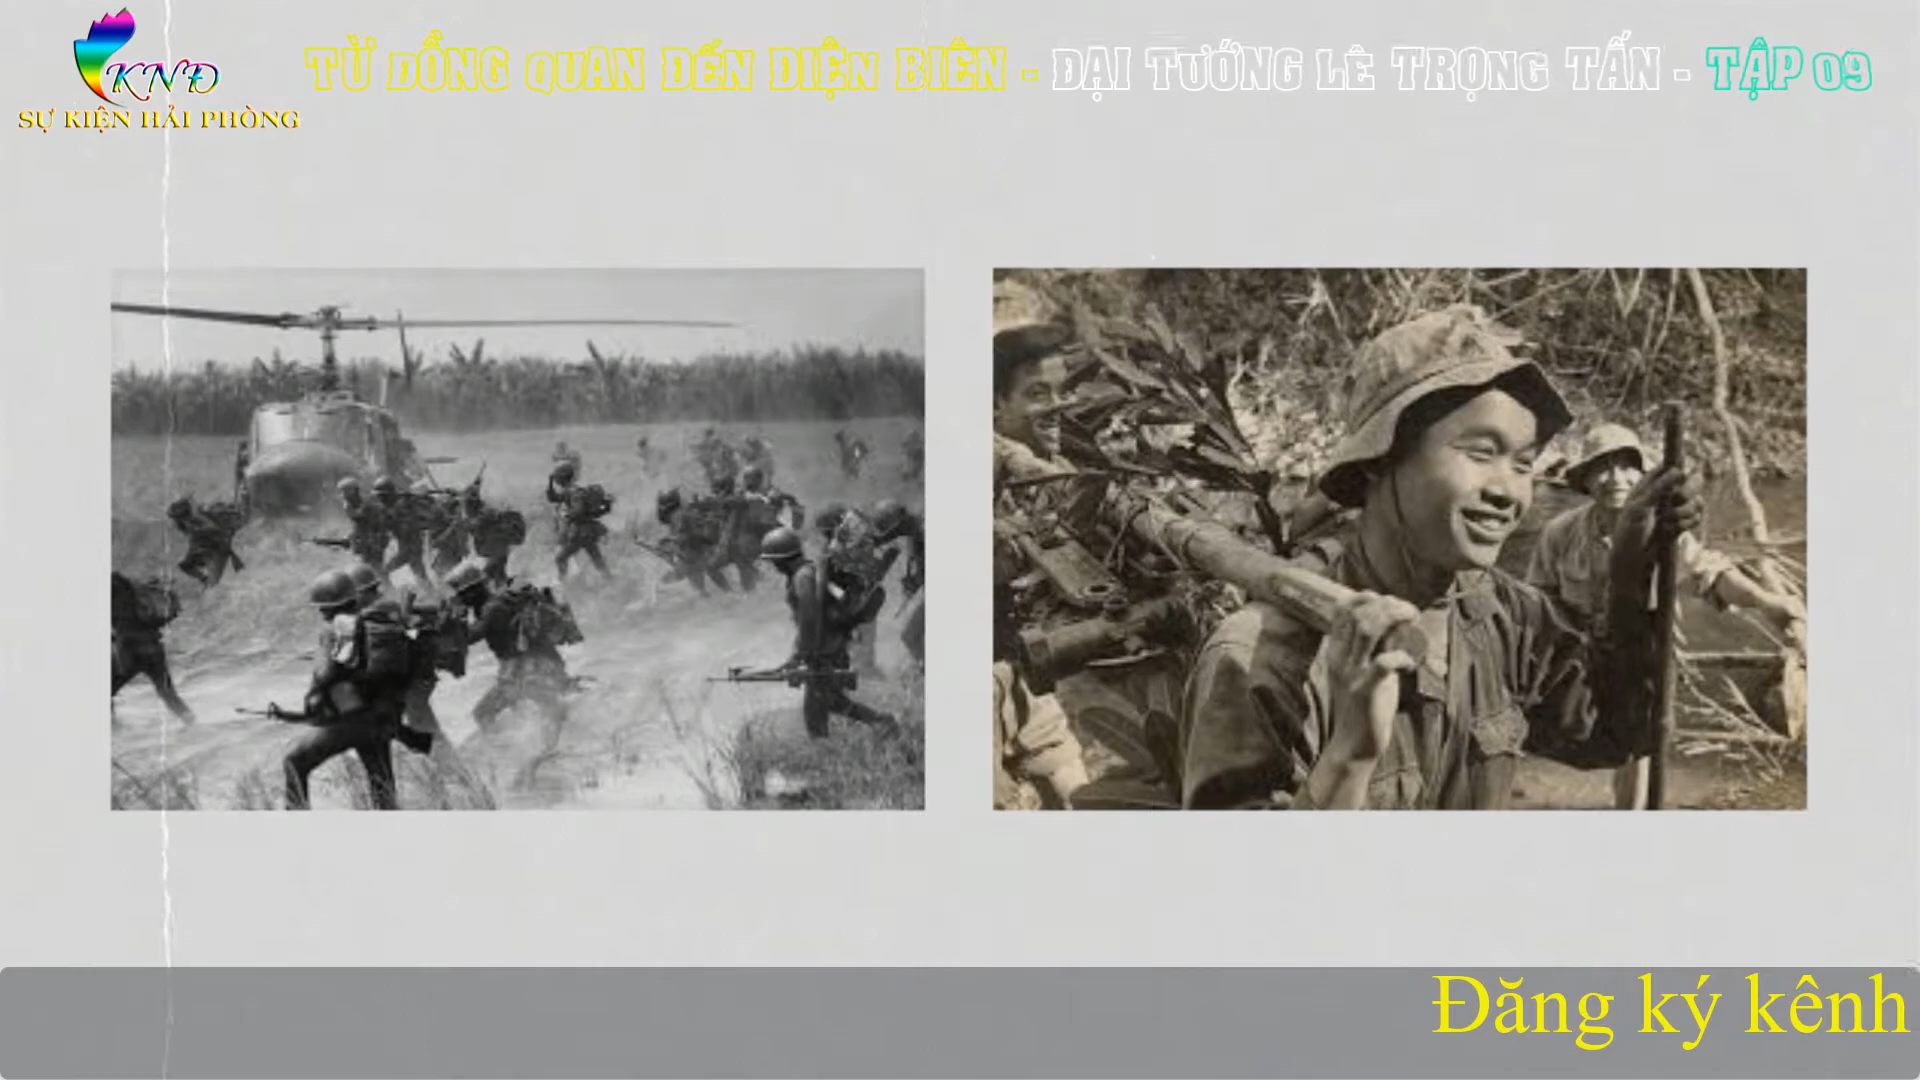 KNĐ
SỰ KIỆN HẢI PHÒNG
TỪ ĐỒNG QUAN ĐẾN ĐIỆN BIÊN - ĐẠI TƯỚNG LÊ TRỌNG TẤN - TẬP 09
Đăng ký kênh